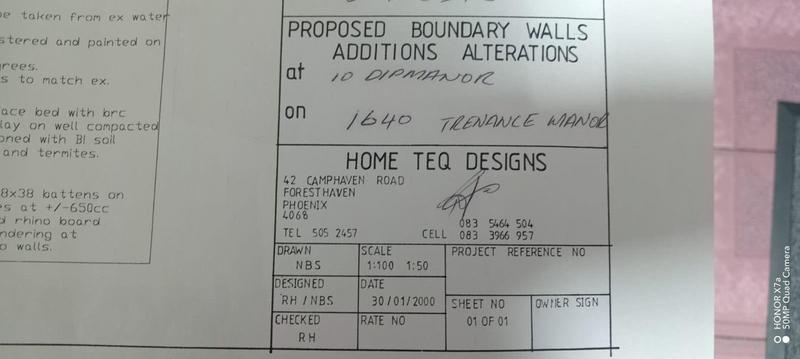 be taken from ex water
stered and painted on
grees.
s to match ex.
ace bed with brc
lay on well compacted
oned with BI soil
and termites.
8x38 battens on
es at +/-650cc
d rhino board
ndering at
o walls.
PROPOSED BOUNDARY WALLS
ADDITIONS ALTERATIONS
at 10 DIPMANOR
on 1640 TRENANCE MANOR
HOME TEQ DESIGNS
42 CAMPHAVEN ROAD
FORESTHAVEN
PHOENIX
4068
TEL 505 2457
083 5464 504
CELL 083 3966 957
DRAWN
NBS
SCALE
1:100 1:50
PROJECT REFERENCE NO
DESIGNED
RH / NBS
DATE
30/01/2000
SHEET NO
01 OF 01
OWNER SIGN
CHECKED
RH
RATE NO
HONOR X7a
50MP Quad Camera